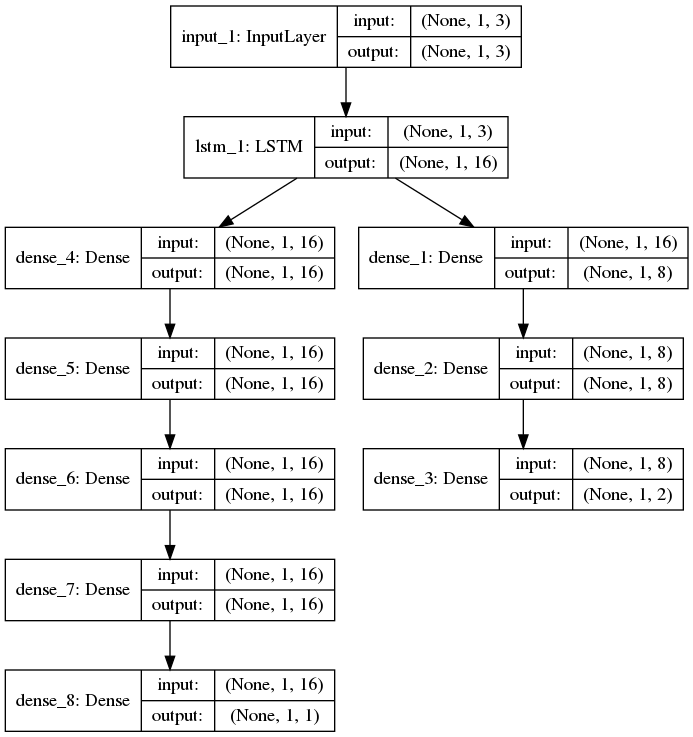 input_1: InputLayer
input: (None, 1, 3)
output: (None, 1, 3)
lstm_1: LSTM
input: (None, 1, 3)
output: (None, 1, 16)
dense_4: Dense
input: (None, 1, 16)
output: (None, 1, 16)
dense_1: Dense
input: (None, 1, 16)
output: (None, 1, 8)
dense_5: Dense
input: (None, 1, 16)
output: (None, 1, 16)
dense_2: Dense
input: (None, 1, 8)
output: (None, 1, 8)
dense_6: Dense
input: (None, 1, 16)
output: (None, 1, 16)
dense_3: Dense
input: (None, 1, 8)
output: (None, 1, 2)
dense_7: Dense
input: (None, 1, 16)
output: (None, 1, 16)
dense_8: Dense
input: (None, 1, 16)
output: (None, 1, 1)